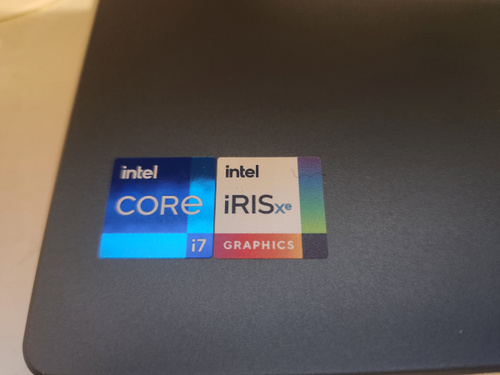 intel
CORE
i7
intel
iRISxe
GRAPHICS